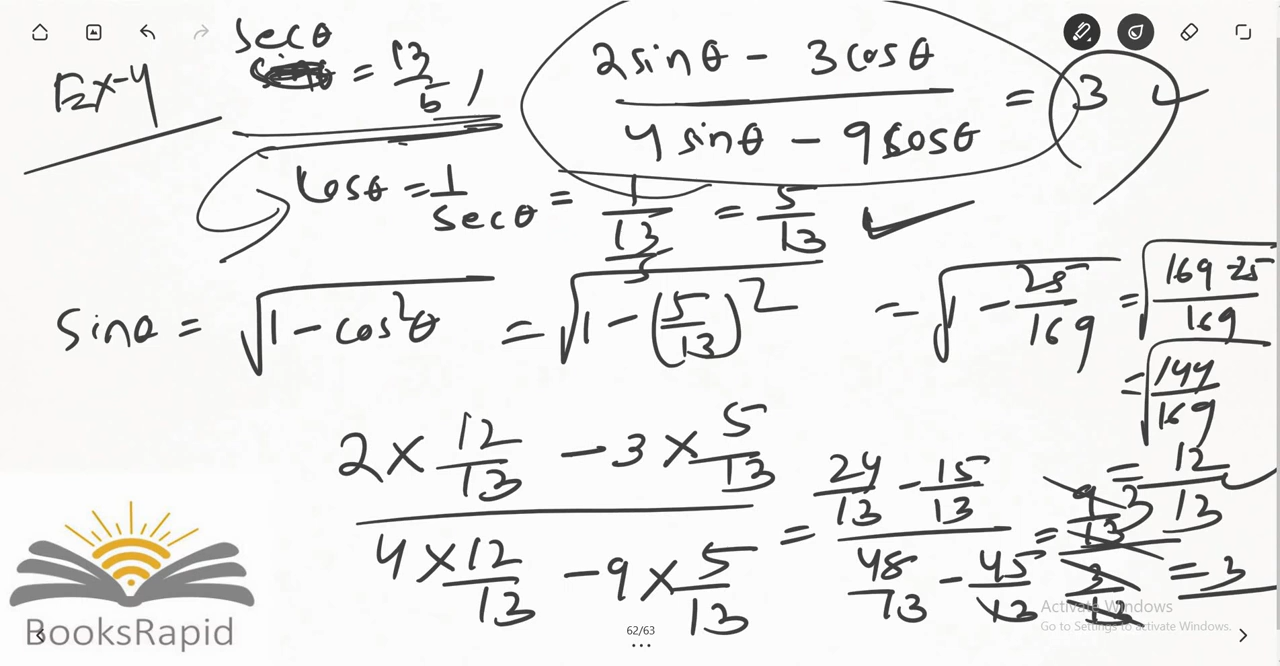 Ex-4
secθ = 13/5, (2sinθ - 3cosθ)/(4sinθ - 9cosθ) = 3
cosθ = 1/secθ = 1/(13/5) = 5/13
sinθ = √(1 - cos²θ) = √(1 - (5/13)²) = √(1 - 25/169) = √((169-25)/169)
= √(144/169)
= 12/13
(2 × 12/13 - 3 × 5/13)/(4 × 12/13 - 9 × 5/13) = (24/13 - 15/13)/(48/13 - 45/13) = (9/13)/(3/13) = 3
BooksRapid
62/63
Activate Windows
Go to Settings to activate Windows.